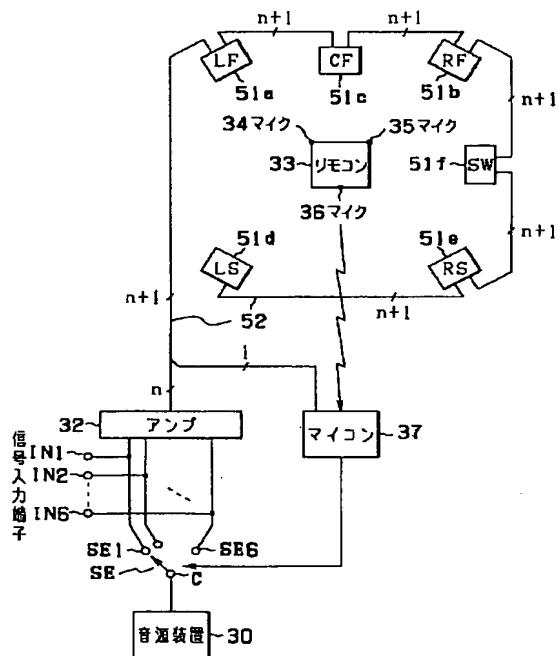 n+1 n+1
LF CF RF
51a 51c 51b
n+1
34マイク 35マイク
33 リモコン 51f SW
36マイク
51d 51e
LS RS n+1
n+1 52 n+1
1
n
32 アンプ マイコン 37
信号入力端子
IN1
IN2
IN6
SE1 SE6
SE C
音源装置 30